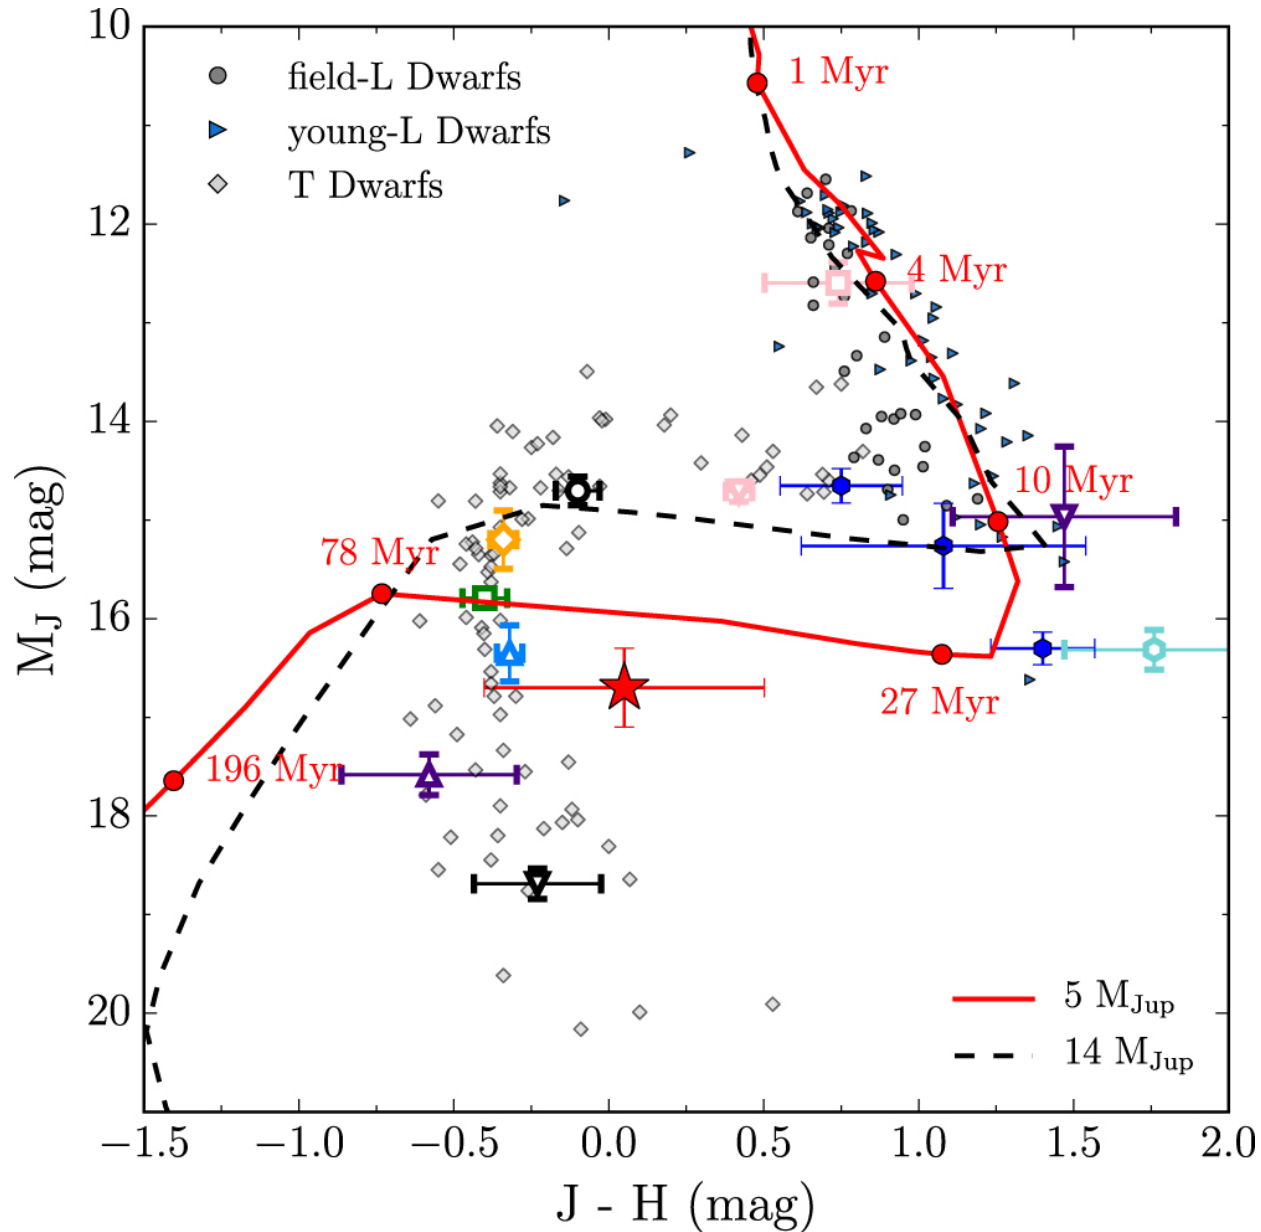 10
12
14
16
18
20
M_J (mag)
field-L Dwarfs
young-L Dwarfs
T Dwarfs
1 Myr
4 Myr
10 Myr
78 Myr
27 Myr
196 Myr
5 M_Jup
14 M_Jup
−1.5 −1.0 −0.5 0.0 0.5 1.0 1.5 2.0
J - H (mag)